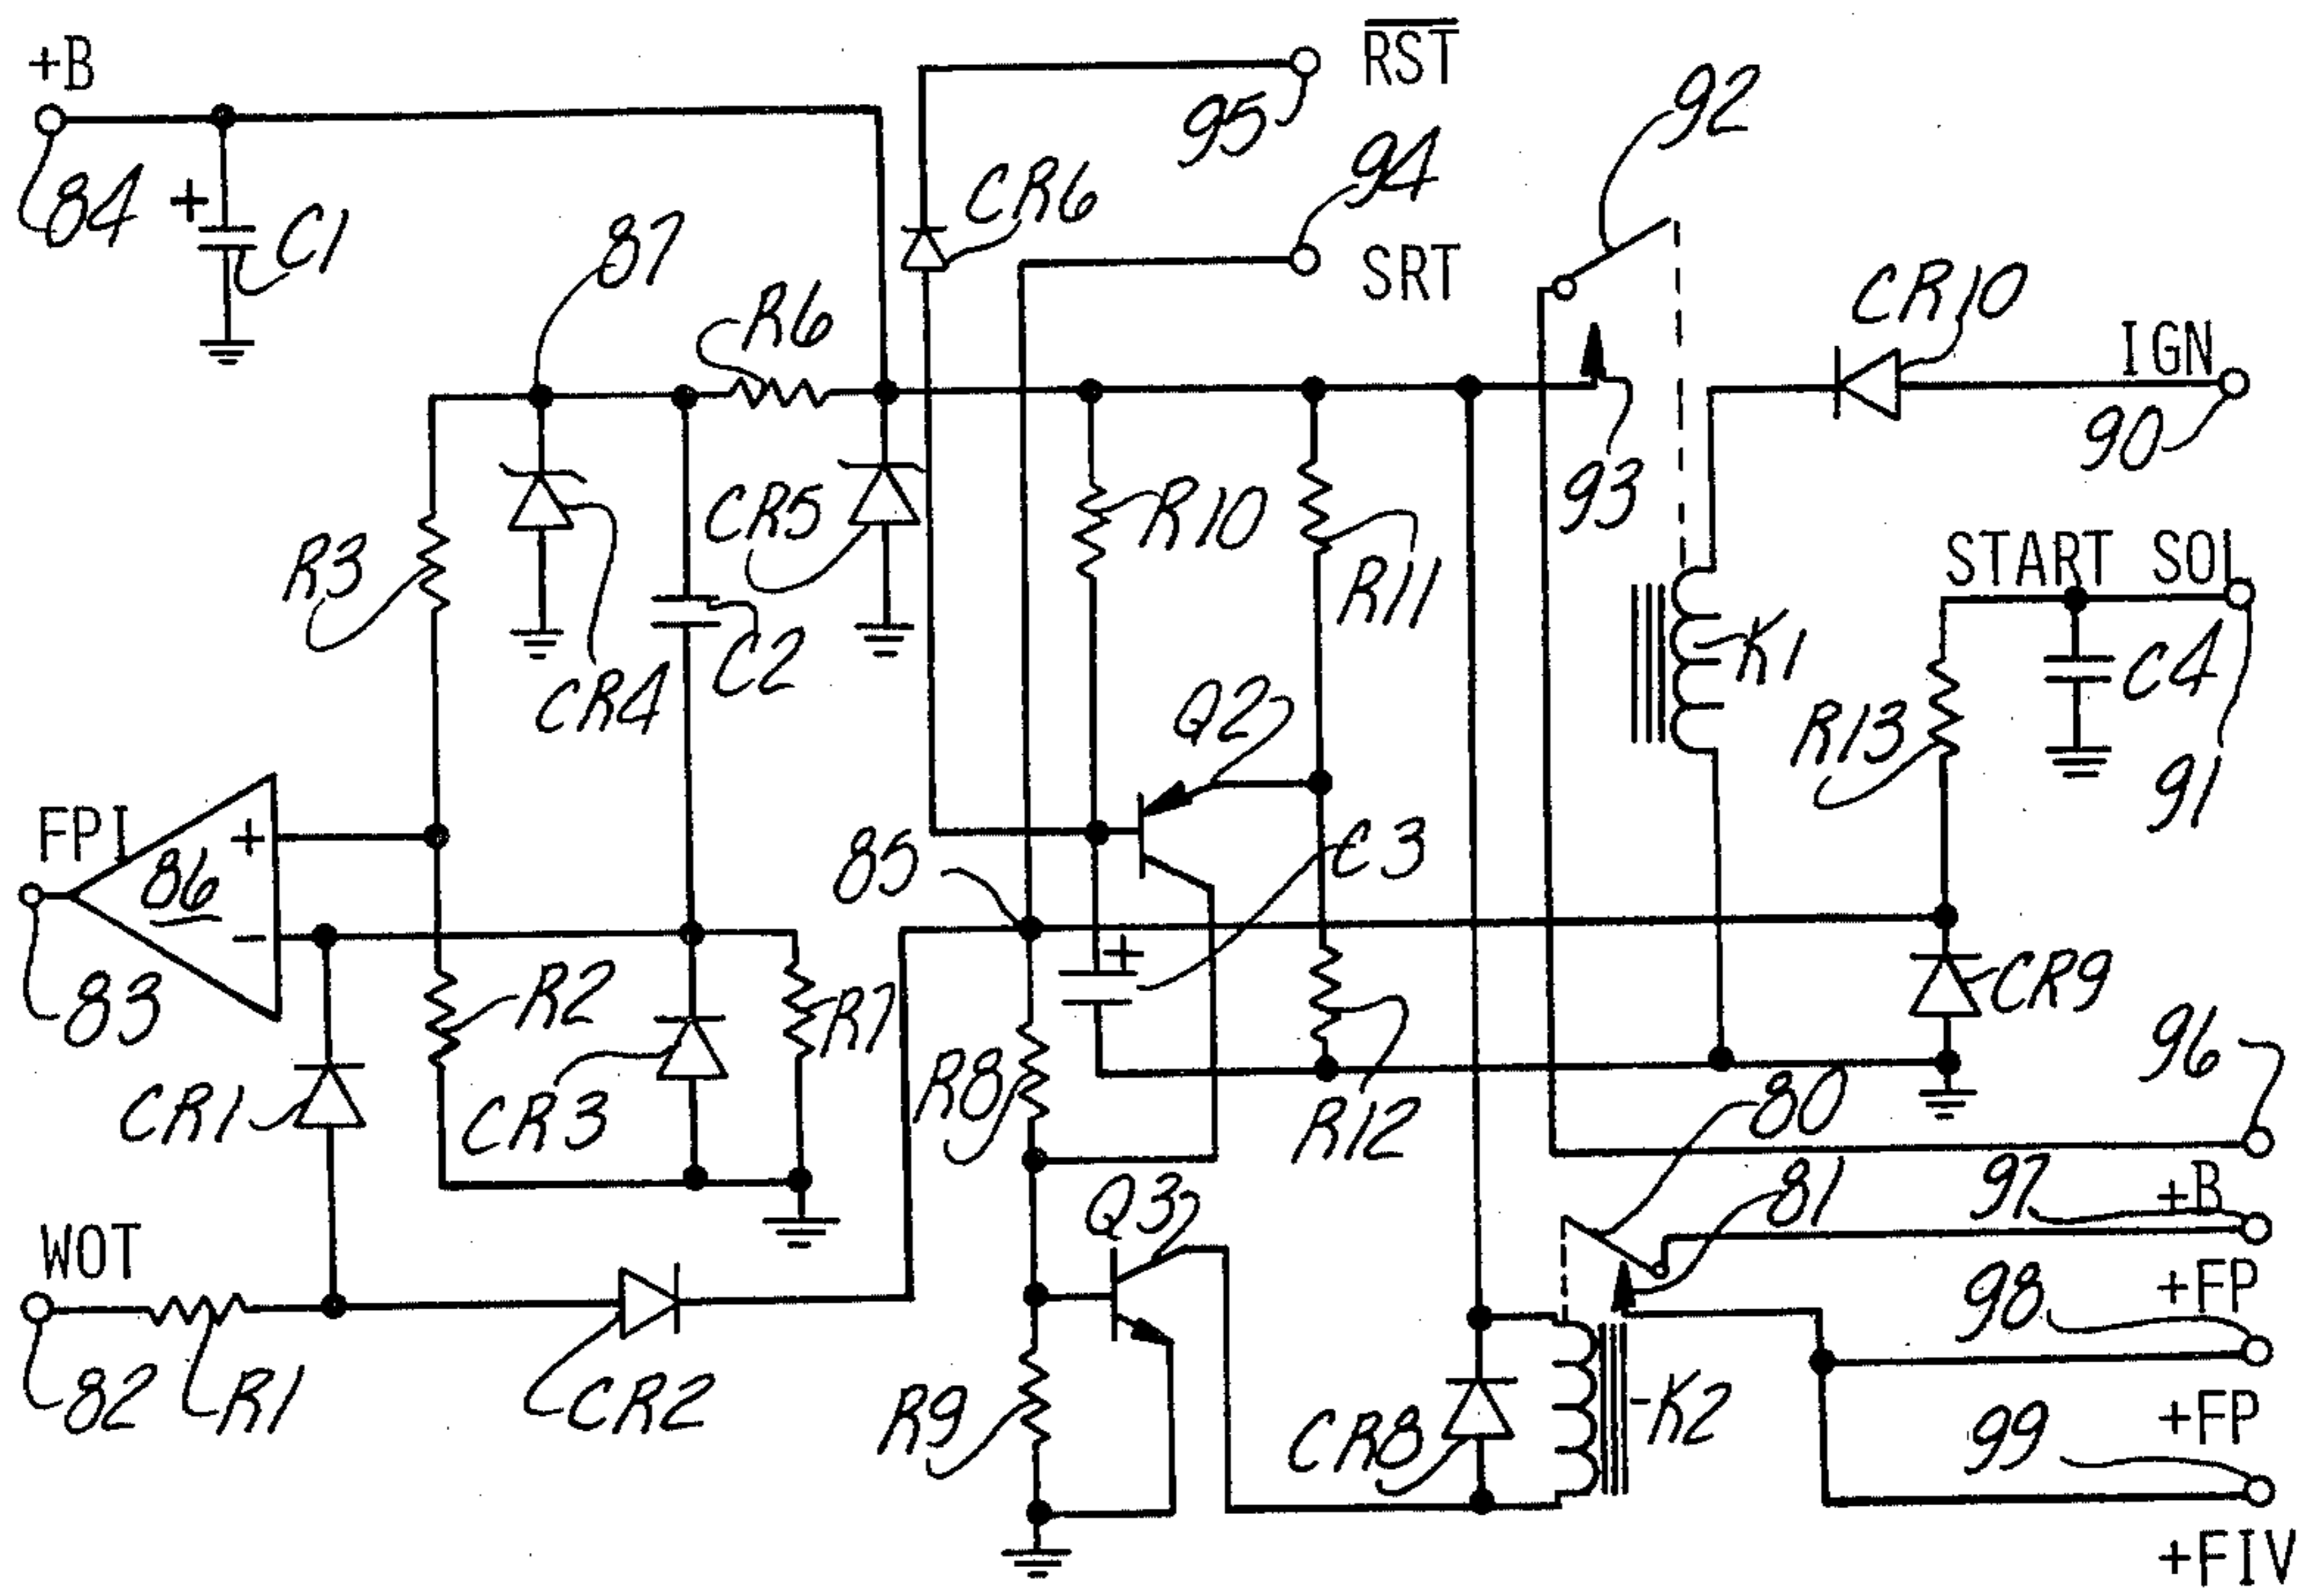 +B
84
+
C1
87
R6
CR6
RST
95
94
SRT
92
CR10
IGN
90
93
R3
CR4
CR5
C2
R10
R11
K1
START SOL
C4
R13
91
Q2
FPI
86
+
−
83
85
C3
+
R2
R7
CR3
CR1
R8
R12
CR9
96
80
81
97
+B
+FP
98
+FP
99
+FIV
WOT
82
R1
CR2
Q3
R9
CR8
K2